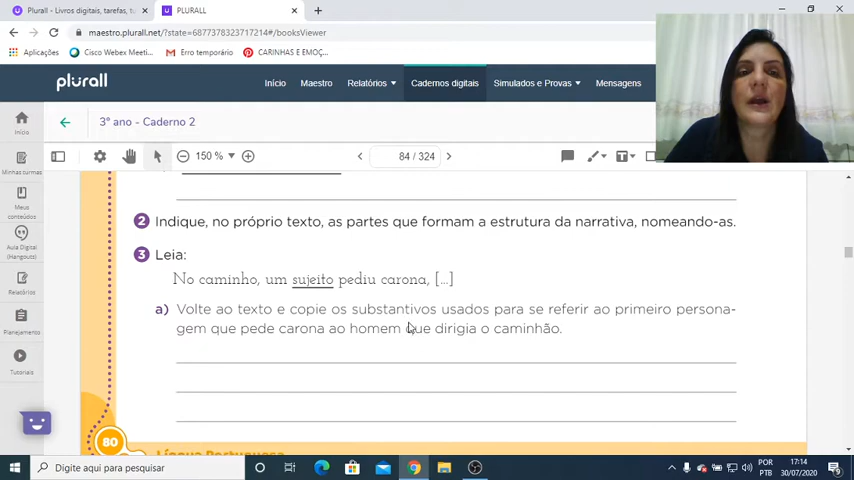 Plurall - Livros digitais, tarefas, tu
PLURALL
maestro.plurall.net/?state=6877378323717214#/booksViewer
Aplicações
Cisco Webex Meeti...
Erro temporário
CARINHAS E EMOÇ...
plurall
Início
Maestro
Relatórios
Cadernos digitais
Simulados e Provas
Mensagens
Início
3º ano - Caderno 2
150 %
84 / 324
Minhas turmas
Meus conteúdos
Aula Digital (Hangouts)
Relatórios
Planejamento
Tutoriais
2 Indique, no próprio texto, as partes que formam a estrutura da narrativa, nomeando-as.
3 Leia:
No caminho, um sujeito pediu carona, [...]
a) Volte ao texto e copie os substantivos usados para se referir ao primeiro persona-
gem que pede carona ao homem que dirigia o caminhão.
80
Língua Portuguesa
Digite aqui para pesquisar
POR
PTB
17:14
30/07/2020